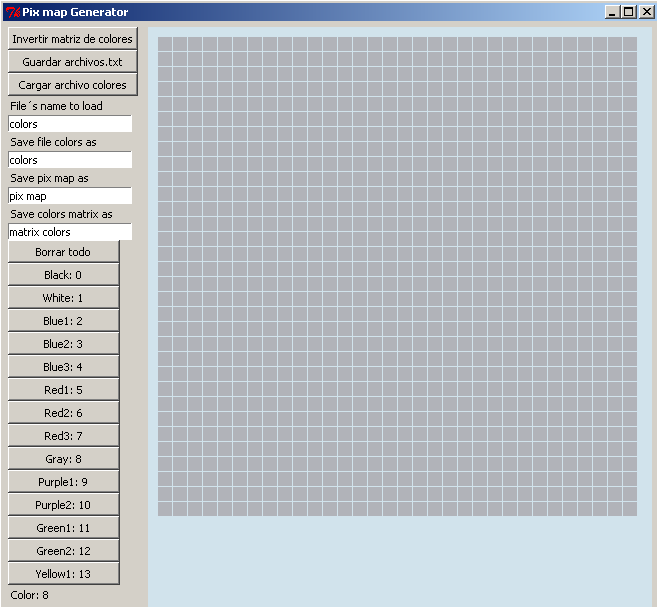 Pix map Generator
Invertir matriz de colores
Guardar archivos.txt
Cargar archivo colores
File´s name to load
colors
Save file colors as
colors
Save pix map as
pix map
Save colors matrix as
matrix colors
Borrar todo
Black: 0
White: 1
Blue1: 2
Blue2: 3
Blue3: 4
Red1: 5
Red2: 6
Red3: 7
Gray: 8
Purple1: 9
Purple2: 10
Green1: 11
Green2: 12
Yellow1: 13
Color: 8